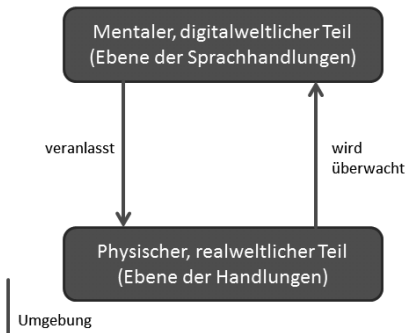 Mentaler, digitalweltlicher Teil
(Ebene der Sprachhandlungen)
veranlasst
wird
überwacht
Physischer, realweltlicher Teil
(Ebene der Handlungen)
Umgebung